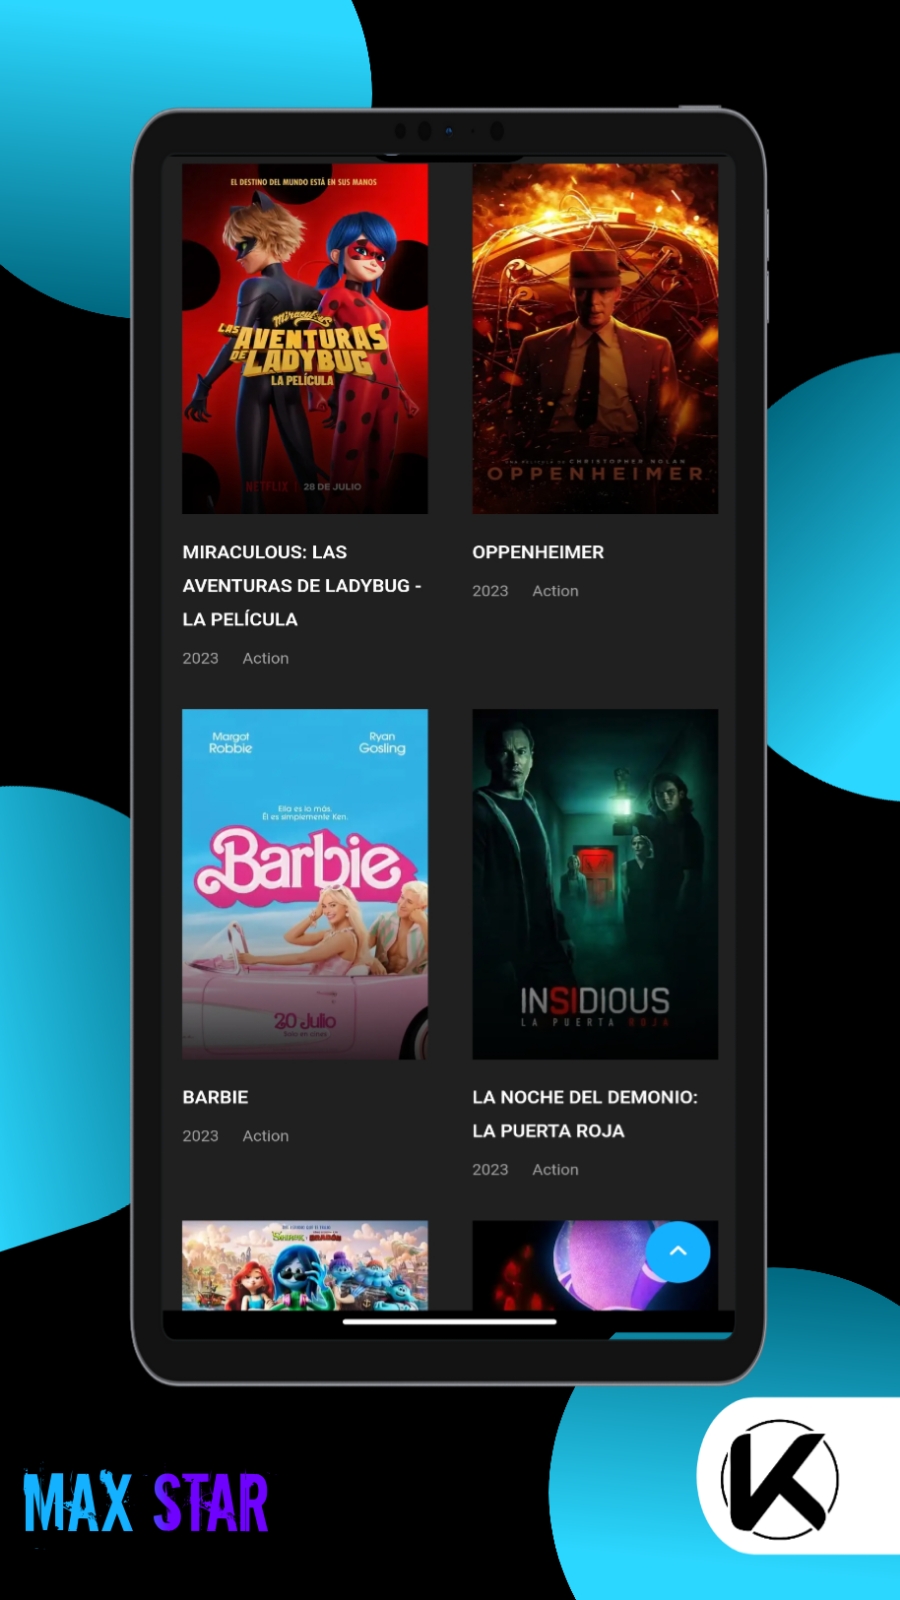 EL DESTINO DEL MUNDO ESTÁ EN SUS MANOS
Miraculous
LAS AVENTURAS
DE LADYBUG
LA PELÍCULA
NETFLIX 28 DE JULIO
UNA PELÍCULA DE CHRISTOPHER NOLAN
OPPENHEIMER
MIRACULOUS: LAS
AVENTURAS DE LADYBUG -
LA PELÍCULA
2023 Action
OPPENHEIMER
2023 Action
Margot
Robbie
Ryan
Gosling
Ella es lo más.
Él es simplemente Ken.
Barbie
20 Julio
Solo en cines
INSIDIOUS
LA PUERTA ROJA
BARBIE
2023 Action
LA NOCHE DEL DEMONIO:
LA PUERTA ROJA
2023 Action
MAX STAR
K